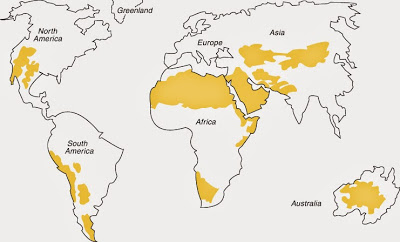 Greenland
North
America
Europe
Asia
Africa
South
America
Australia